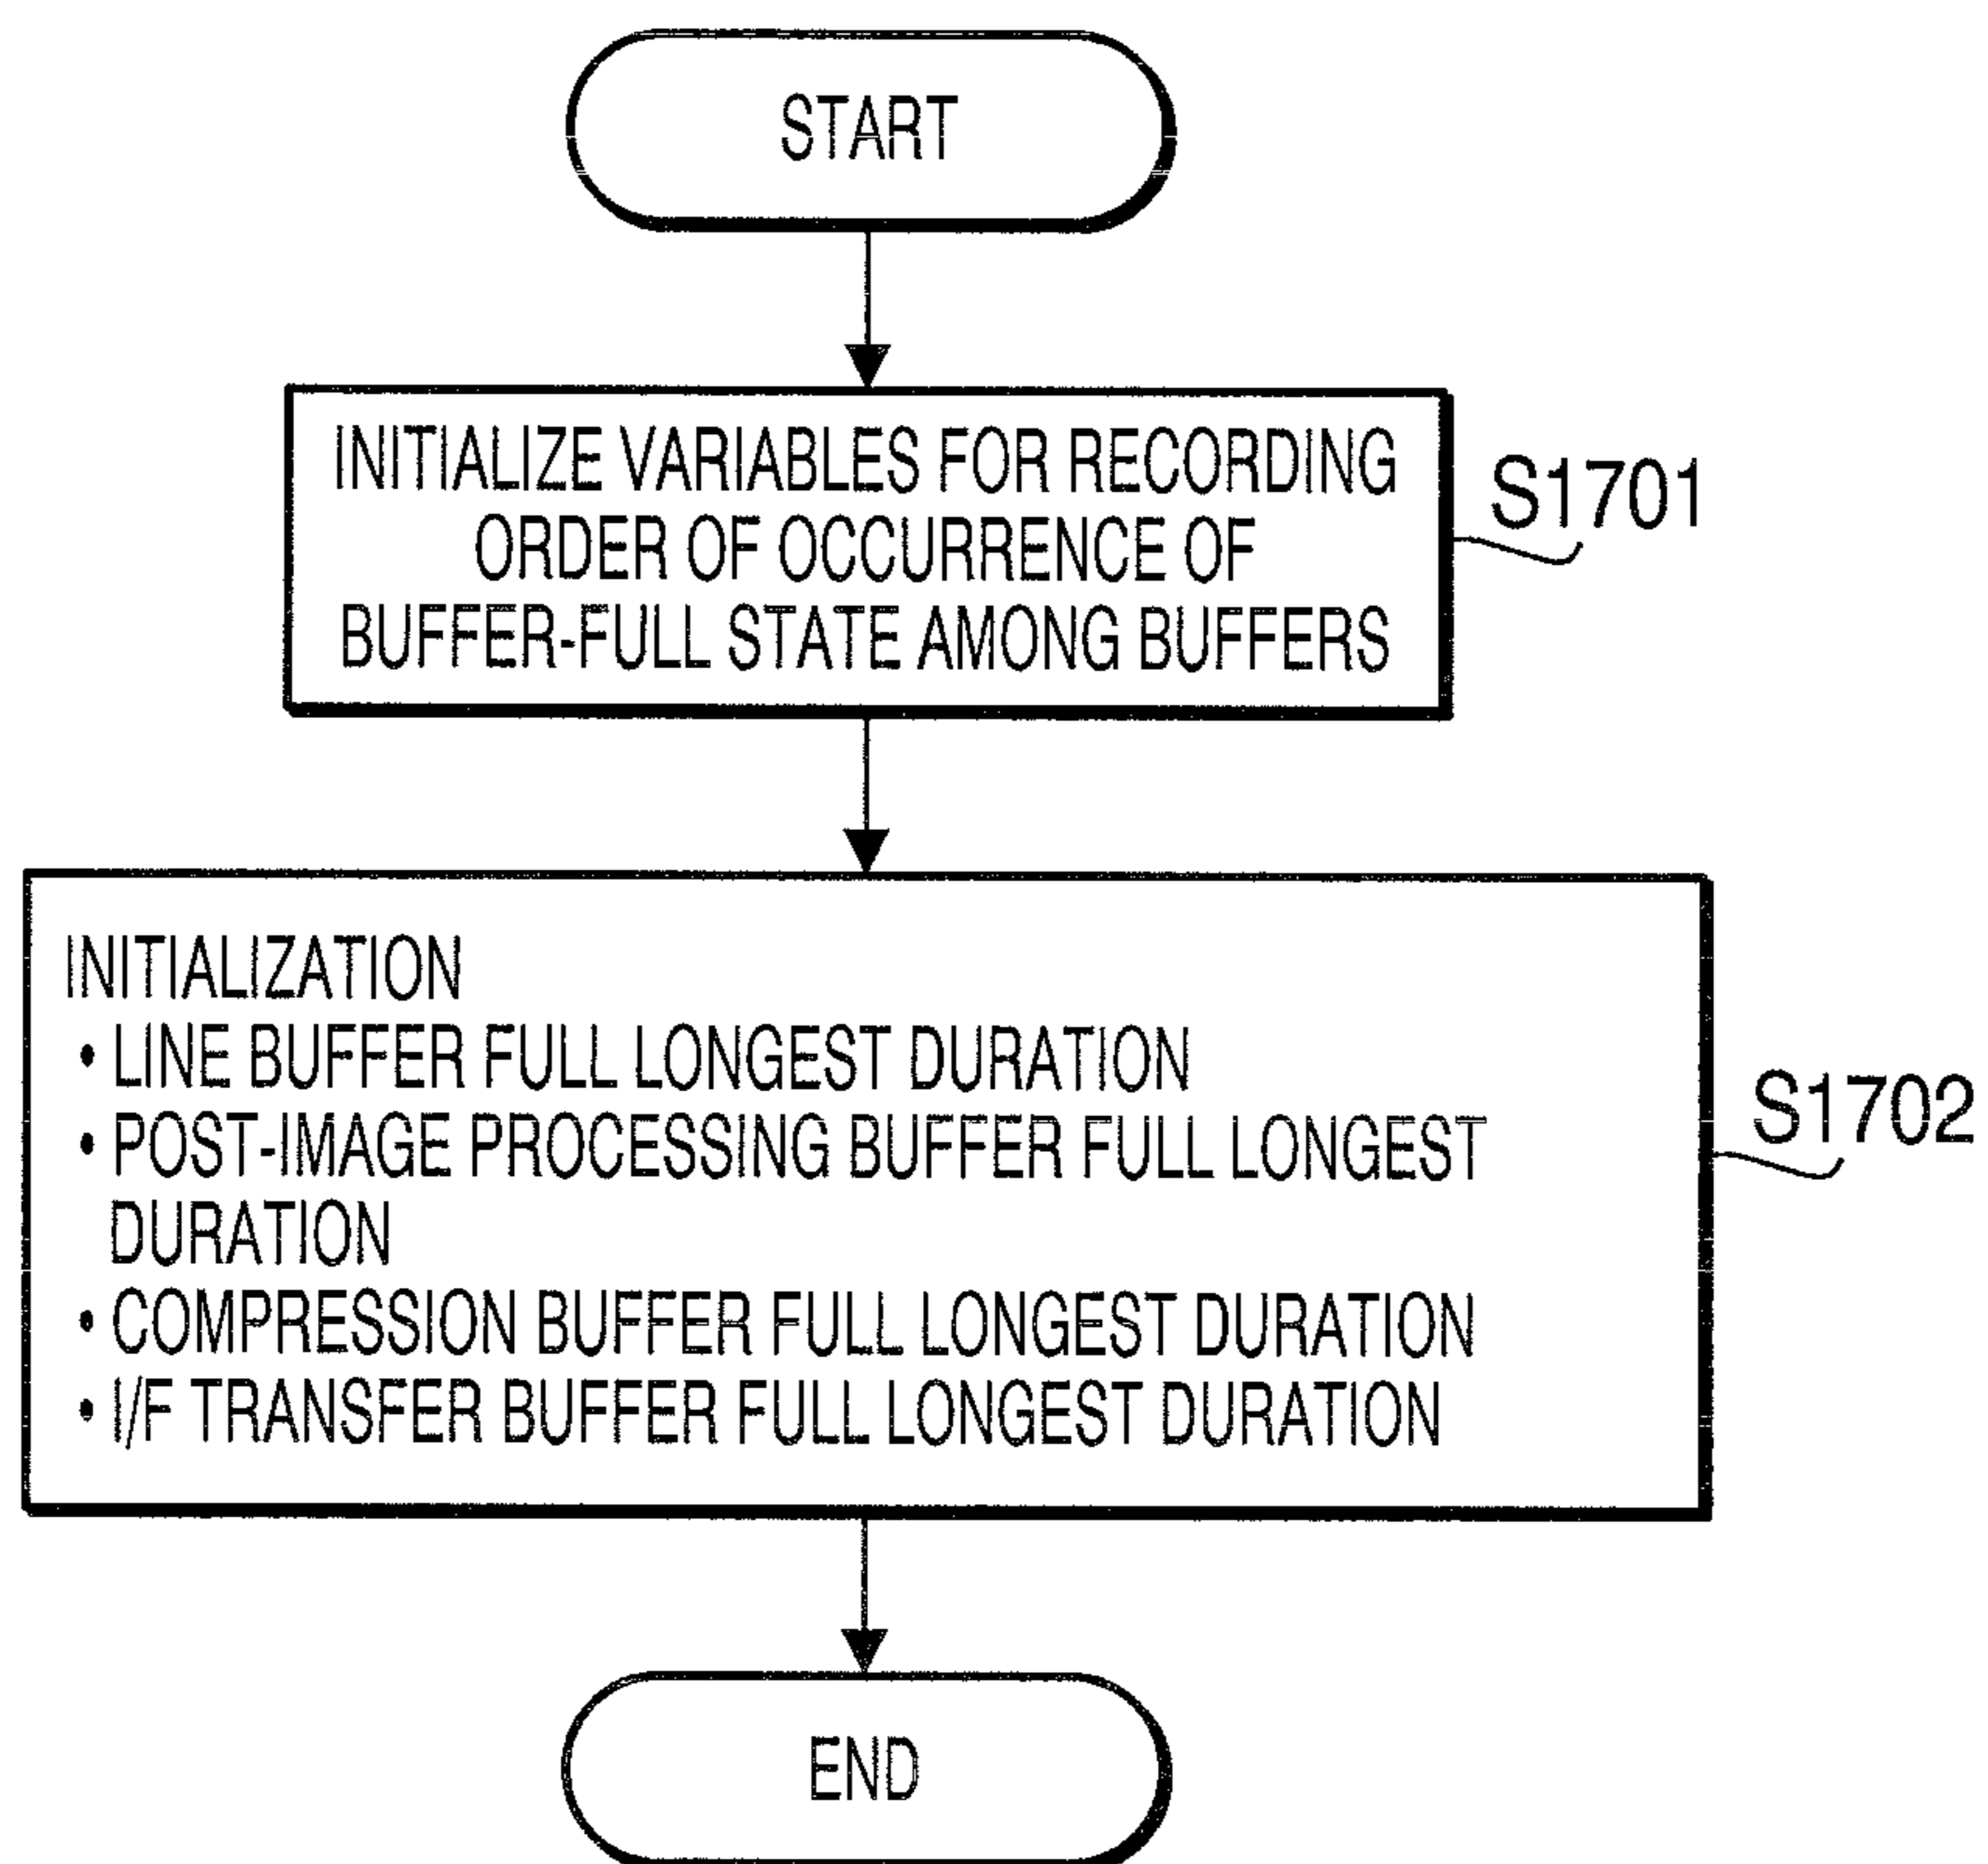 START
INITIALIZE VARIABLES FOR RECORDING
ORDER OF OCCURRENCE OF
BUFFER-FULL STATE AMONG BUFFERS
S1701
INITIALIZATION
• LINE BUFFER FULL LONGEST DURATION
• POST-IMAGE PROCESSING BUFFER FULL LONGEST
DURATION
• COMPRESSION BUFFER FULL LONGEST DURATION
• I/F TRANSFER BUFFER FULL LONGEST DURATION
S1702
END